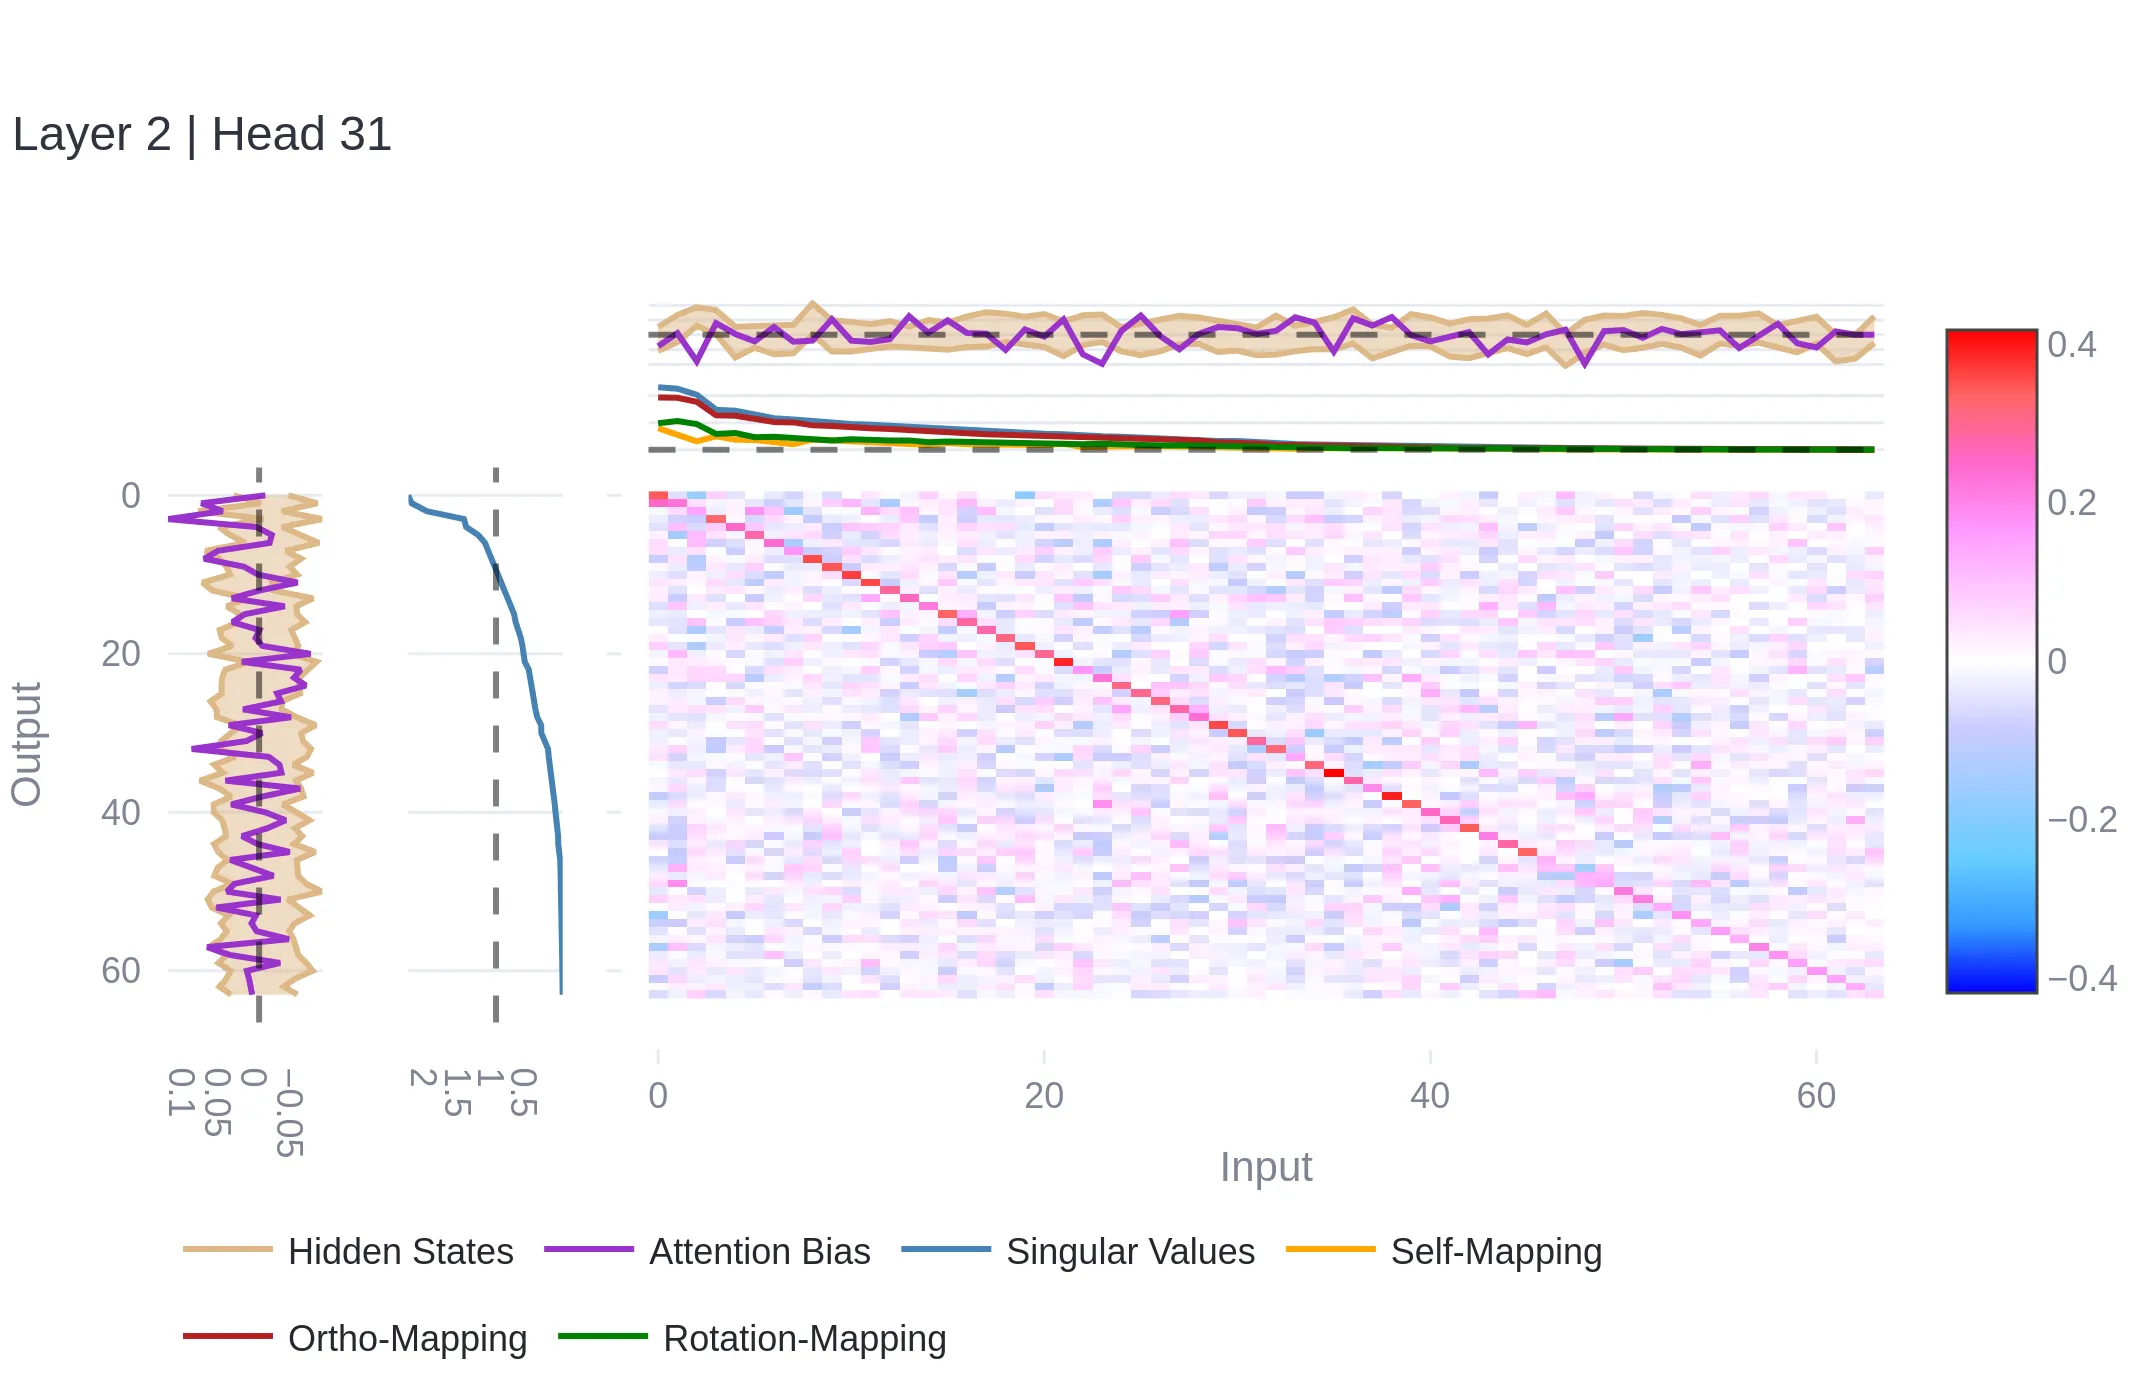 Layer 2 | Head 31
0
20
40
60
Output
0.1
0.05
0
−0.05
2
1.5
1
0.5
0
20
40
60
Input
0.4
0.2
0
−0.2
−0.4
Hidden States
Attention Bias
Singular Values
Self-Mapping
Ortho-Mapping
Rotation-Mapping